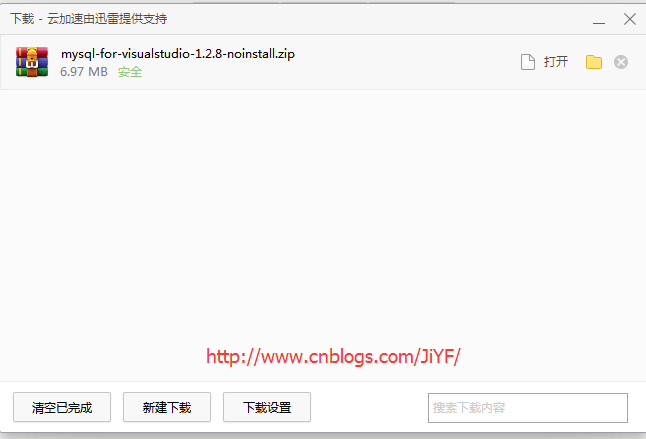 下载 - 云加速由迅雷提供支持
mysql-for-visualstudio-1.2.8-noinstall.zip
6.97 MB 安全
打开
http://www.cnblogs.com/JiYF/
清空已完成 新建下载 下载设置 搜索下载内容